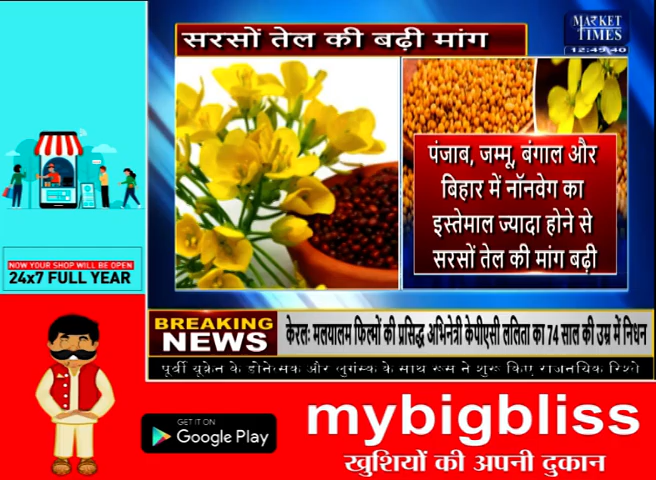 सरसों तेल की बढ़ी मांग
MARKET
TIMES
12:49:40
पंजाब, जम्मू, बंगाल और
बिहार में नॉनवेग का
इस्तेमाल ज्यादा होने से
सरसों तेल की मांग बढ़ी
NOW YOUR SHOP WILL BE OPEN
24x7 FULL YEAR
BREAKING
NEWS
केरलः मलयालम फिल्मों की प्रसिद्ध अभिनेत्री केपीएसी ललिता का 74 साल की उम्र में निधन
पूर्वी यूक्रेन के डोनेत्सक और लुगंस्क के साथ रूस ने शुरू किए राजनयिक रिश्ते
GET IT ON
Google Play
mybigbliss
खुशियों की अपनी दुकान